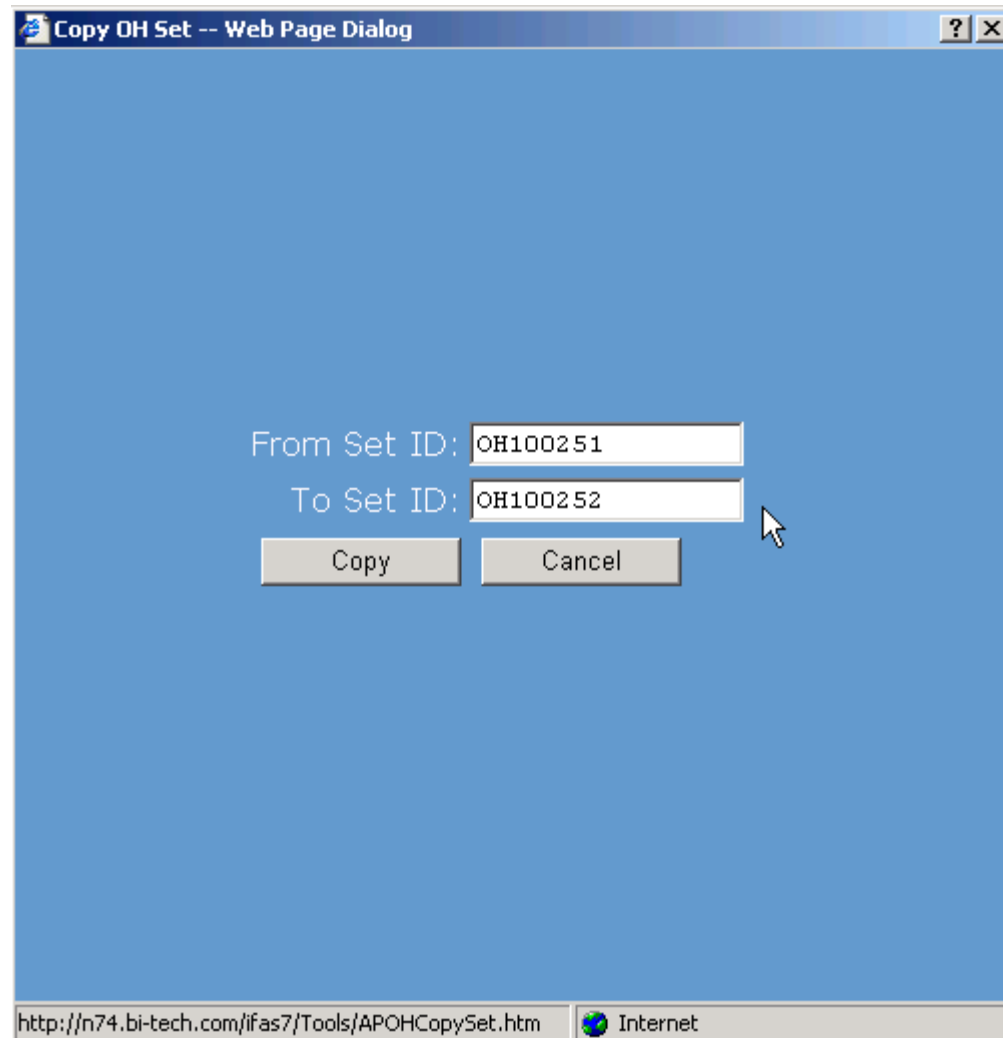 Copy OH Set -- Web Page Dialog
From Set ID: OH100251
To Set ID: OH100252
Copy Cancel
http://n74.bi-tech.com/ifas7/Tools/APOHCopySet.htm Internet